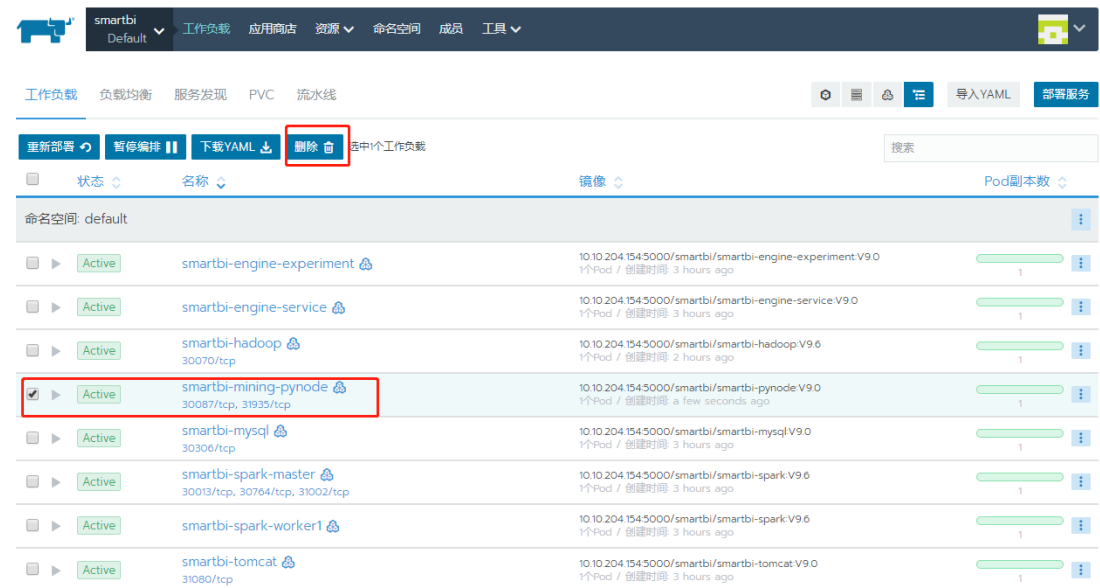 smartbi
Default
工作负载 应用商店 资源 命名空间 成员 工具
工作负载 负载均衡 服务发现 PVC 流水线
导入YAML 部署服务
重新部署 暂停编排 下载YAML 删除 选中1个工作负载
搜索
状态 名称 镜像 Pod副本数
命名空间: default
Active smartbi-engine-experiment 10.10.204.154:5000/smartbi/smartbi-engine-experiment:V9.0
1个Pod / 创建时间: 3 hours ago
1
Active smartbi-engine-service 10.10.204.154:5000/smartbi/smartbi-engine-service:V9.0
1个Pod / 创建时间: 3 hours ago
1
Active smartbi-hadoop 10.10.204.154:5000/smartbi/smartbi-hadoop:V9.6
30070/tcp 1个Pod / 创建时间: 2 hours ago
1
Active smartbi-mining-pynode 10.10.204.154:5000/smartbi/smartbi-pynode:V9.0
30087/tcp, 31935/tcp 1个Pod / 创建时间: a few seconds ago
1
Active smartbi-mysql 10.10.204.154:5000/smartbi/smartbi-mysql:V9.0
30306/tcp 1个Pod / 创建时间: 3 hours ago
1
Active smartbi-spark-master 10.10.204.154:5000/smartbi/smartbi-spark:V9.6
30013/tcp, 30764/tcp, 31002/tcp 1个Pod / 创建时间: 3 hours ago
1
Active smartbi-spark-worker1 10.10.204.154:5000/smartbi/smartbi-spark:V9.6
1个Pod / 创建时间: 3 hours ago
1
Active smartbi-tomcat 10.10.204.154:5000/smartbi/smartbi-tomcat:V9.0
31080/tcp 1个Pod / 创建时间: 3 hours ago
1